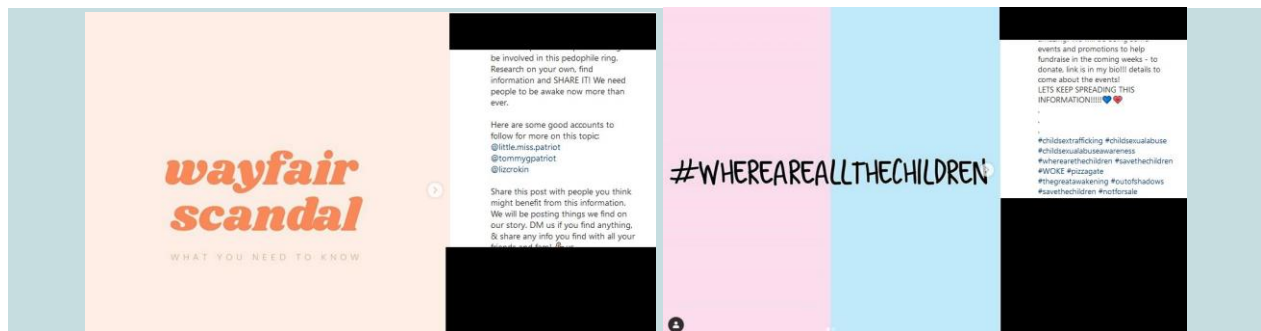 wayfair
scandal
WHAT YOU NEED TO KNOW
be involved in this pedophile ring.
Research on your own, find
information and SHARE IT! We need
people to be awake now more than
ever.
Here are some good accounts to
follow for more on this topic:
@little.miss.patriot
@tommygpatriot
@lizcrokin
Share this post with people you think
might benefit from this information.
We will be posting things we find on
our story. DM us if you find anything,
& share any info you find with all your
#WHEREAREALLTHECHILDREN
events and promotions to help
fundraise in the coming weeks - to
donate, link is in my bio!!! details to
come about the events!
LETS KEEP SPREADING THIS
INFORMATION!!!!!💙❤️
.
.
.
#childsextrafficking #childsexualabuse
#childsexualabuseawareness
#wherearethechildren #savethechildren
#WOKE #pizzagate
#thegreatawakening #outofshadows
#savethechildren #notforsale